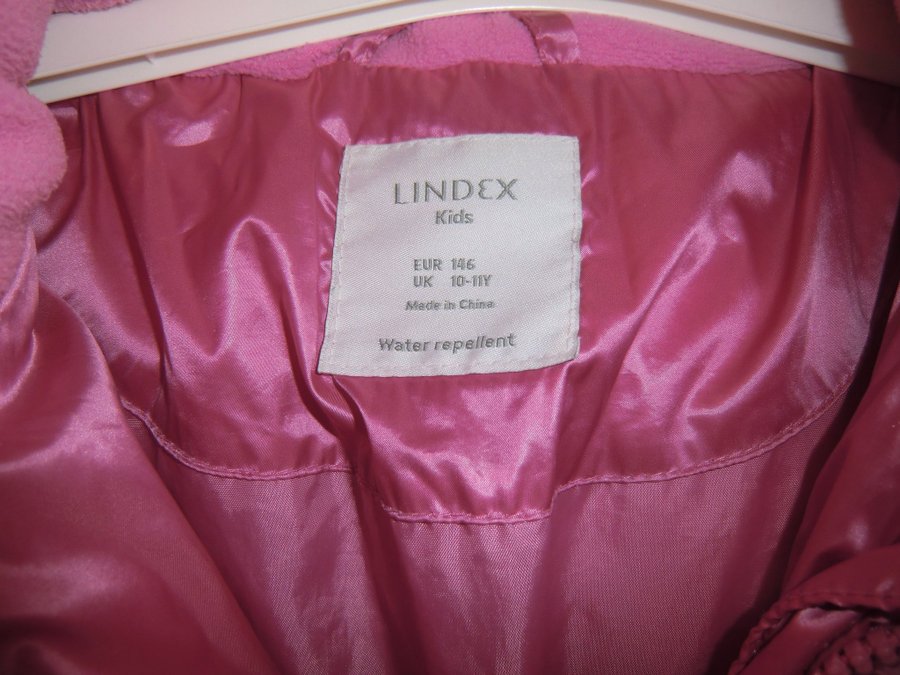 LINDEX
Kids
EUR 146
UK 10-11Y
Made in China
Water repellent